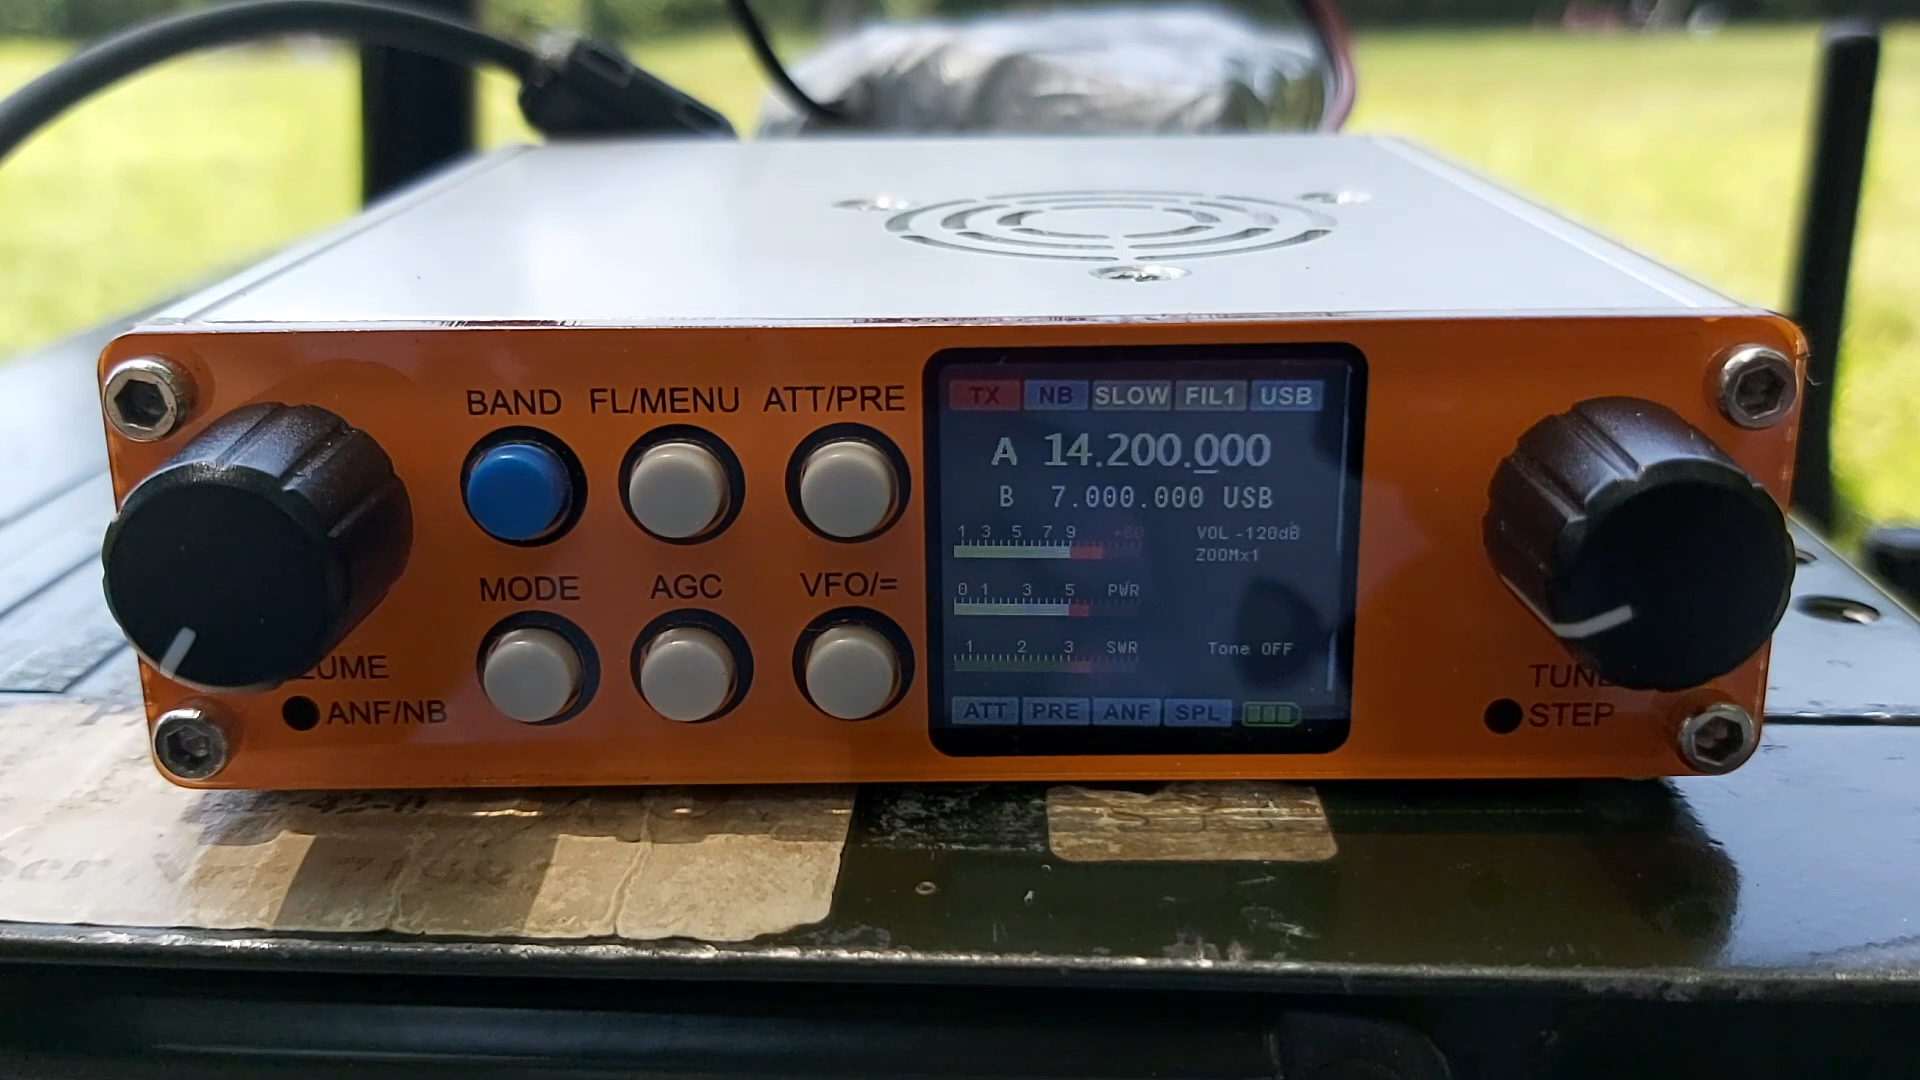 BAND FL/MENU ATT/PRE
MODE AGC VFO/=
UME
ANF/NB
TX NB SLOW FIL1 USB
A 14.200.000
B 7.000.000 USB
1 3 5 7 9 +60
VOL -120dB
ZOOMx1
0 1 3 5 PWR
1 2 3 SWR
Tone OFF
ATT PRE ANF SPL
TUNE
STEP